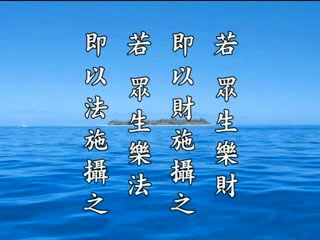 若 眾生樂財
即以財施攝之
若 眾生樂法
即以法施攝之